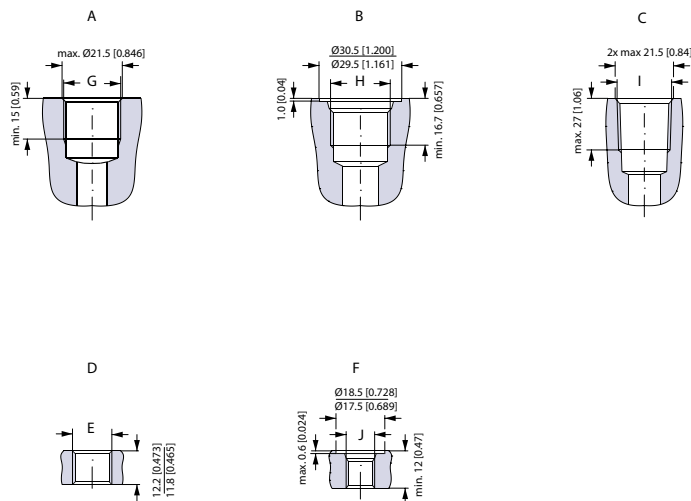 A
B
C
max. Ø21.5 [0.846]
G
min. 15 [0.59]
Ø30.5 [1.200]
Ø29.5 [1.161]
H
1.0 [0.04]
min. 16.7 [0.657]
2x max 21.5 [0.84]
I
max. 27 [1.06]
D
F
E
12.2 [0.473]
11.8 [0.465]
Ø18.5 [0.728]
Ø17.5 [0.689]
J
max. 0.6 [0.024]
min. 12 [0.47]